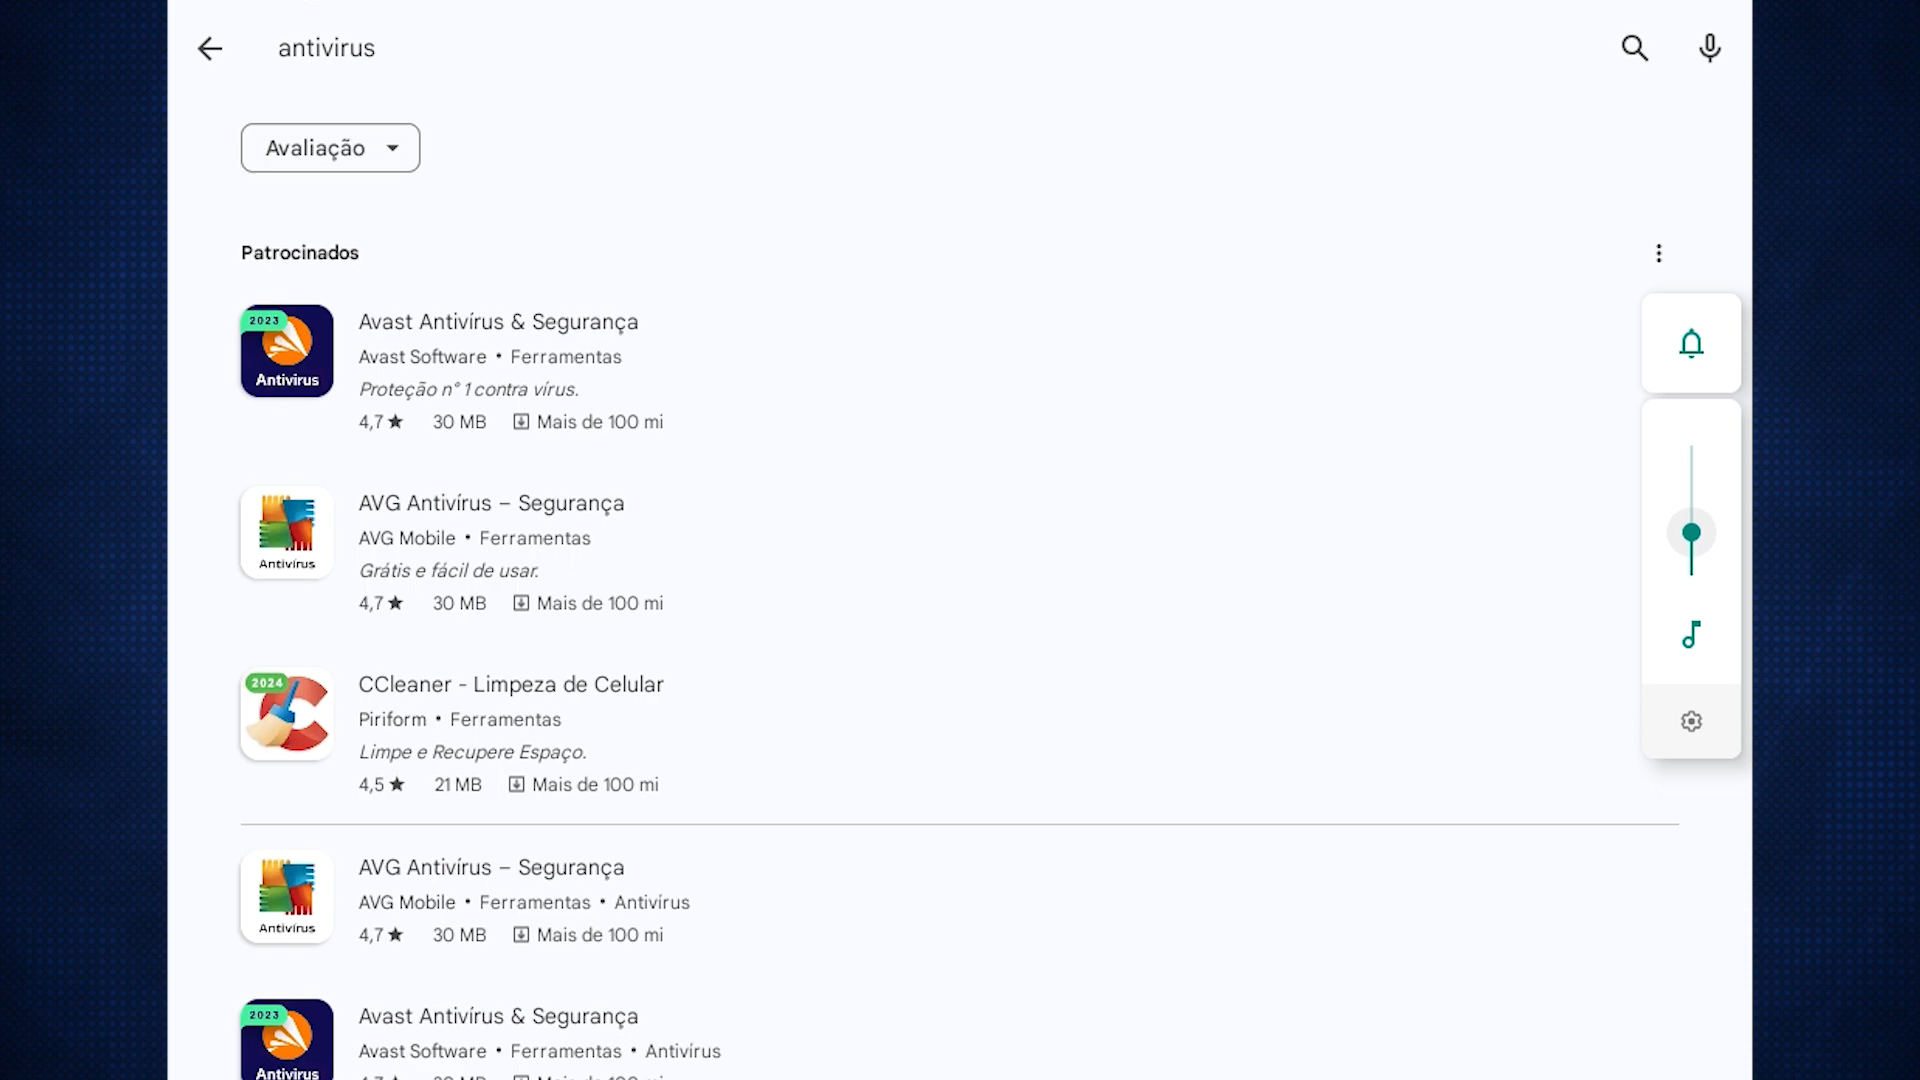 antivirus
Avaliação
Patrocinados
2023
Antivirus
Avast Antivírus & Segurança
Avast Software • Ferramentas
Proteção n° 1 contra vírus.
4,7★ 30 MB Mais de 100 mi
Antivírus
AVG Antivírus – Segurança
AVG Mobile • Ferramentas
Grátis e fácil de usar.
4,7★ 30 MB Mais de 100 mi
2024
CCleaner - Limpeza de Celular
Piriform • Ferramentas
Limpe e Recupere Espaço.
4,5★ 21 MB Mais de 100 mi
Antivírus
AVG Antivírus – Segurança
AVG Mobile • Ferramentas • Antivírus
4,7★ 30 MB Mais de 100 mi
2023
Antivirus
Avast Antivírus & Segurança
Avast Software • Ferramentas • Antivírus